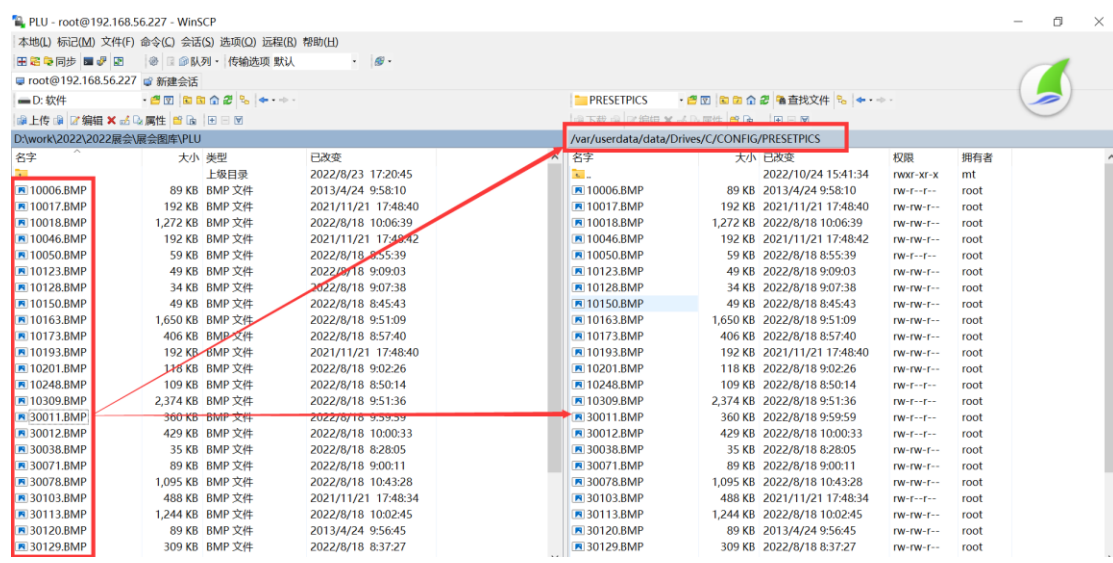 PLU - root@192.168.56.227 - WinSCP
本地(L) 标记(M) 文件(F) 命令(C) 会话(S) 选项(O) 远程(R) 帮助(H)
同步 队列 传输选项 默认
root@192.168.56.227 新建会话
D: 软件 PRESETPICS 查找文件
上传 编辑 属性 下载 编辑 属性
D:\work\2022\2022展会\展会图库\PLU /var/userdata/data/Drives/C/CONFIG/PRESETPICS
名字 大小 类型 已改变 名字 大小 已改变 权限 拥有者
.. 上级目录 2022/8/23 17:20:45 .. 2022/10/24 15:41:34 rwxr-xr-x mt
10006.BMP 89 KB BMP 文件 2013/4/24 9:58:10 10006.BMP 89 KB 2013/4/24 9:58:10 rw-r--r-- root
10017.BMP 192 KB BMP 文件 2021/11/21 17:48:40 10017.BMP 192 KB 2021/11/21 17:48:40 rw-rw-r-- root
10018.BMP 1,272 KB BMP 文件 2022/8/18 10:06:39 10018.BMP 1,272 KB 2022/8/18 10:06:39 rw-rw-r-- root
10046.BMP 192 KB BMP 文件 2021/11/21 17:48:42 10046.BMP 192 KB 2021/11/21 17:48:42 rw-rw-r-- root
10050.BMP 59 KB BMP 文件 2022/8/18 8:55:39 10050.BMP 59 KB 2022/8/18 8:55:39 rw-r--r-- root
10123.BMP 49 KB BMP 文件 2022/8/18 9:09:03 10123.BMP 49 KB 2022/8/18 9:09:03 rw-rw-r-- root
10128.BMP 34 KB BMP 文件 2022/8/18 9:07:38 10128.BMP 34 KB 2022/8/18 9:07:38 rw-rw-r-- root
10150.BMP 49 KB BMP 文件 2022/8/18 8:45:43 10150.BMP 49 KB 2022/8/18 8:45:43 rw-rw-r-- root
10163.BMP 1,650 KB BMP 文件 2022/8/18 9:51:09 10163.BMP 1,650 KB 2022/8/18 9:51:09 rw-rw-r-- root
10173.BMP 406 KB BMP 文件 2022/8/18 8:57:40 10173.BMP 406 KB 2022/8/18 8:57:40 rw-rw-r-- root
10193.BMP 192 KB BMP 文件 2021/11/21 17:48:40 10193.BMP 192 KB 2021/11/21 17:48:40 rw-rw-r-- root
10201.BMP 118 KB BMP 文件 2022/8/18 9:02:26 10201.BMP 118 KB 2022/8/18 9:02:26 rw-rw-r-- root
10248.BMP 109 KB BMP 文件 2022/8/18 8:50:14 10248.BMP 109 KB 2022/8/18 8:50:14 rw-r--r-- root
10309.BMP 2,374 KB BMP 文件 2022/8/18 9:51:36 10309.BMP 2,374 KB 2022/8/18 9:51:36 rw-r--r-- root
30011.BMP 360 KB BMP 文件 2022/8/18 9:59:59 30011.BMP 360 KB 2022/8/18 9:59:59 rw-r--r-- root
30012.BMP 429 KB BMP 文件 2022/8/18 10:00:33 30012.BMP 429 KB 2022/8/18 10:00:33 rw-r--r-- root
30038.BMP 35 KB BMP 文件 2022/8/18 8:28:05 30038.BMP 35 KB 2022/8/18 8:28:05 rw-rw-r-- root
30071.BMP 89 KB BMP 文件 2022/8/18 9:00:11 30071.BMP 89 KB 2022/8/18 9:00:11 rw-rw-r-- root
30078.BMP 1,095 KB BMP 文件 2022/8/18 10:43:28 30078.BMP 1,095 KB 2022/8/18 10:43:28 rw-rw-r-- root
30103.BMP 488 KB BMP 文件 2021/11/21 17:48:34 30103.BMP 488 KB 2021/11/21 17:48:34 rw-r--r-- root
30113.BMP 1,244 KB BMP 文件 2022/8/18 10:02:45 30113.BMP 1,244 KB 2022/8/18 10:02:45 rw-rw-r-- root
30120.BMP 89 KB BMP 文件 2013/4/24 9:56:45 30120.BMP 89 KB 2013/4/24 9:56:45 rw-r--r-- root
30129.BMP 309 KB BMP 文件 2022/8/18 8:37:27 30129.BMP 309 KB 2022/8/18 8:37:27 rw-rw-r-- root